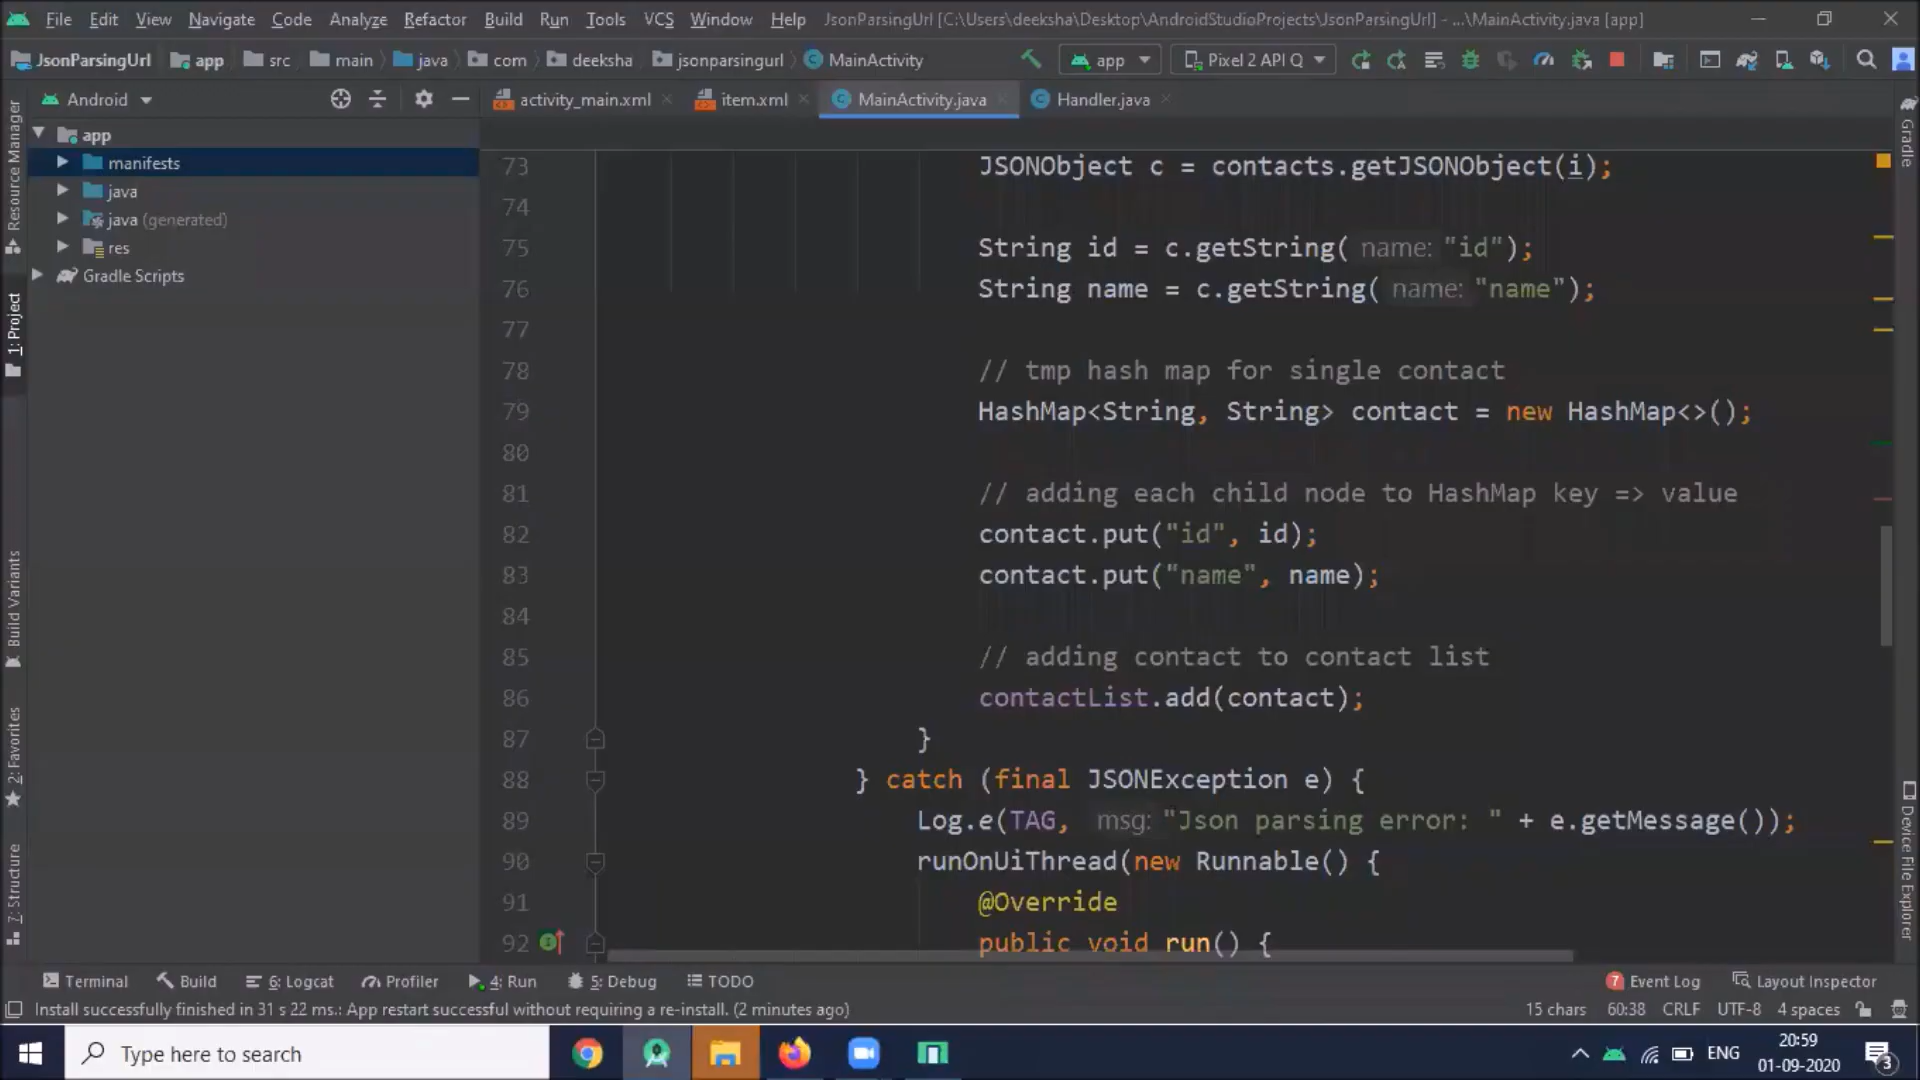 File Edit View Navigate Code Analyze Refactor Build Run Tools VCS Window Help JsonParsingUrl [C:\Users\deeksha\Desktop\AndroidStudioProjects\JsonParsingUrl] - ...\MainActivity.java [app]
JsonParsingUrl app src main java com deeksha jsonparsingurl MainActivity app Pixel 2 API Q
Android activity_main.xml item.xml MainActivity.java Handler.java
app
manifests
java
java (generated)
res
Gradle Scripts
Resource Manager
1: Project
Build Variants
2: Favorites
7: Structure
73 JSONObject c = contacts.getJSONObject(i);
74
75 String id = c.getString( name: "id");
76 String name = c.getString( name: "name");
77
78 // tmp hash map for single contact
79 HashMap<String, String> contact = new HashMap<>();
80
81 // adding each child node to HashMap key => value
82 contact.put("id", id);
83 contact.put("name", name);
84
85 // adding contact to contact list
86 contactList.add(contact);
87 }
88 } catch (final JSONException e) {
89 Log.e(TAG, msg: "Json parsing error: " + e.getMessage());
90 runOnUiThread(new Runnable() {
91 @Override
92 public void run() {
Gradle
Device File Explorer
Terminal Build 6: Logcat Profiler 4: Run 5: Debug TODO 7 Event Log Layout Inspector
Install successfully finished in 31 s 22 ms.: App restart successful without requiring a re-install. (2 minutes ago) 15 chars 60:38 CRLF UTF-8 4 spaces
Type here to search ENG 20:59
01-09-2020 3